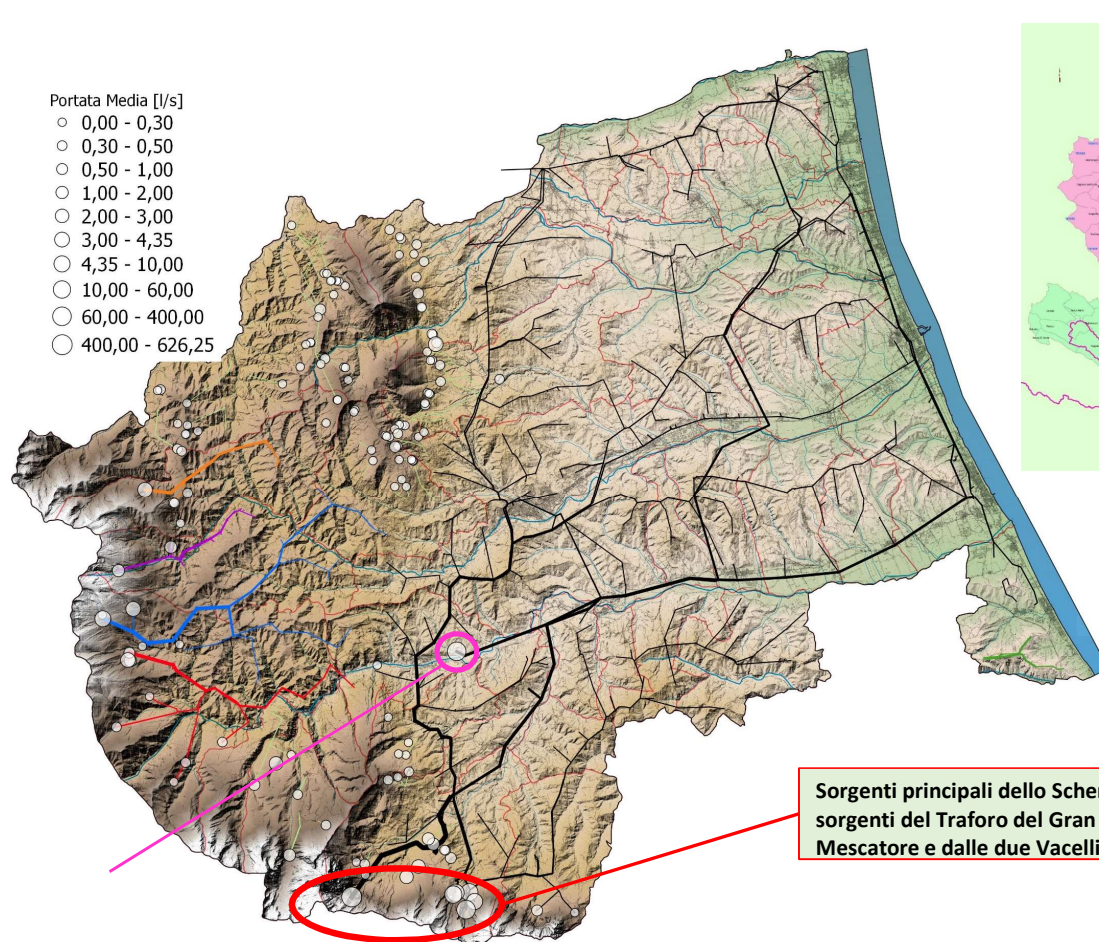 Portata Media [l/s]
0,00 - 0,30
0,30 - 0,50
0,50 - 1,00
1,00 - 2,00
2,00 - 3,00
3,00 - 4,35
4,35 - 10,00
10,00 - 60,00
60,00 - 400,00
400,00 - 626,25
Sorgenti principali dello
sorgenti del Traforo del Gran
Mescatore e dalle due